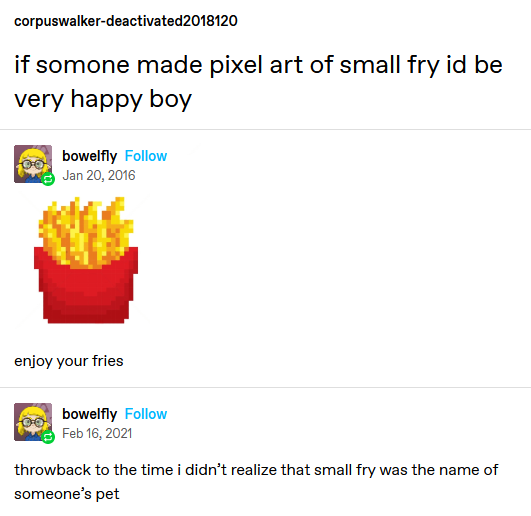 corpuswalker-deactivated2018120
if somone made pixel art of small fry id be
very happy boy
bowelfly Follow
Jan 20, 2016
enjoy your fries
bowelfly Follow
Feb 16, 2021
throwback to the time i didn’t realize that small fry was the name of
someone’s pet